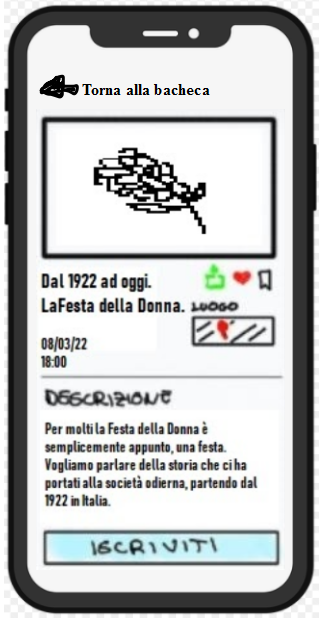 Torna alla bacheca
Dal 1922 ad oggi.
LaFesta della Donna.
LUOGO
08/03/22
18:00
DESCRIZIONE
Per molti la Festa della Donna è
semplicemente appunto, una festa.
Vogliamo parlare della storia che ci ha
portati alla società odierna, partendo dal
1922 in Italia.
ISCRIVITI